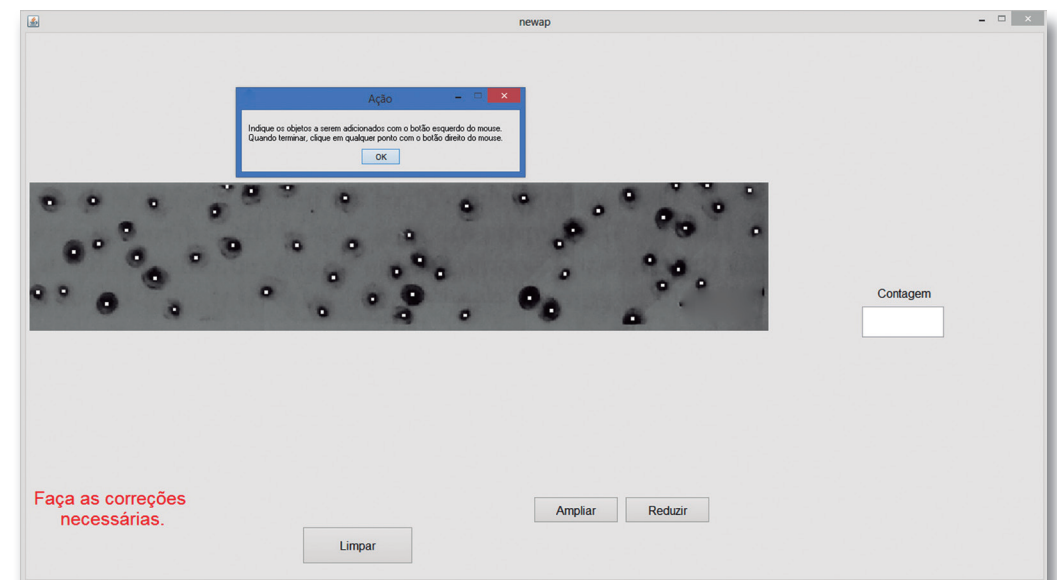 newap
Ação
Indique os objetos a serem adicionados com o botão esquerdo do mouse.
Quando terminar, clique em qualquer ponto com o botão direito do mouse.
OK
Contagem
Faça as correções
necessárias.
Ampliar
Reduzir
Limpar